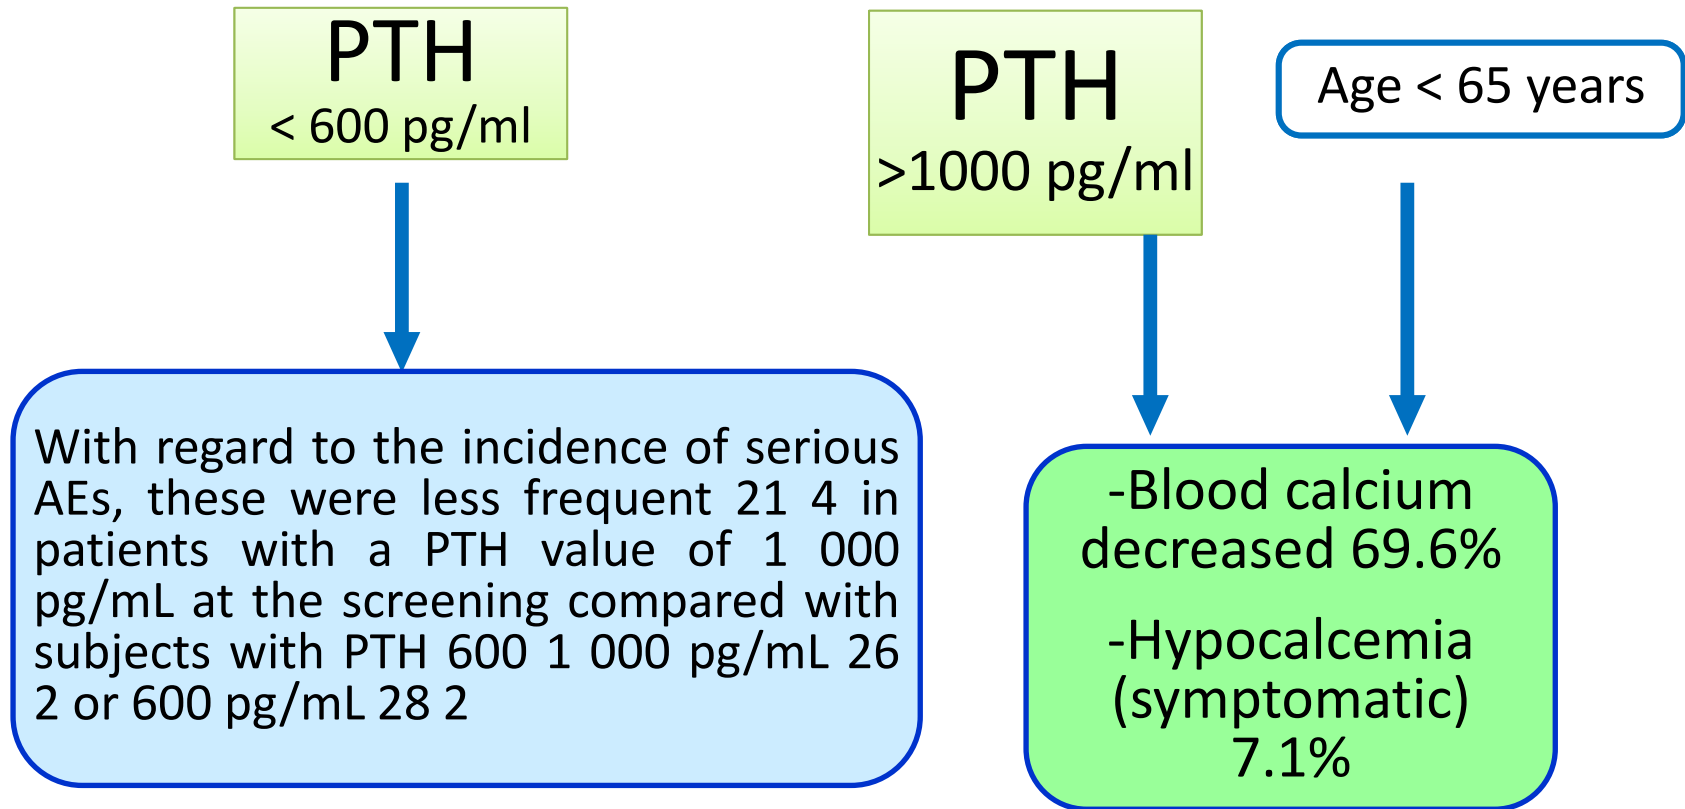 PTH
< 600 pg/ml
With regard to the incidence of serious
AEs, these were less frequent 21 4 in
patients with a PTH value of 1 000
pg/mL at the screening compared with
subjects with PTH 600 1 000 pg/mL 26
2 or 600 pg/mL 28 2
PTH
>1000 pg/ml
Age < 65 years
-Blood calcium
decreased 69.6%
-Hypocalcemia
(symptomatic)
7.1%